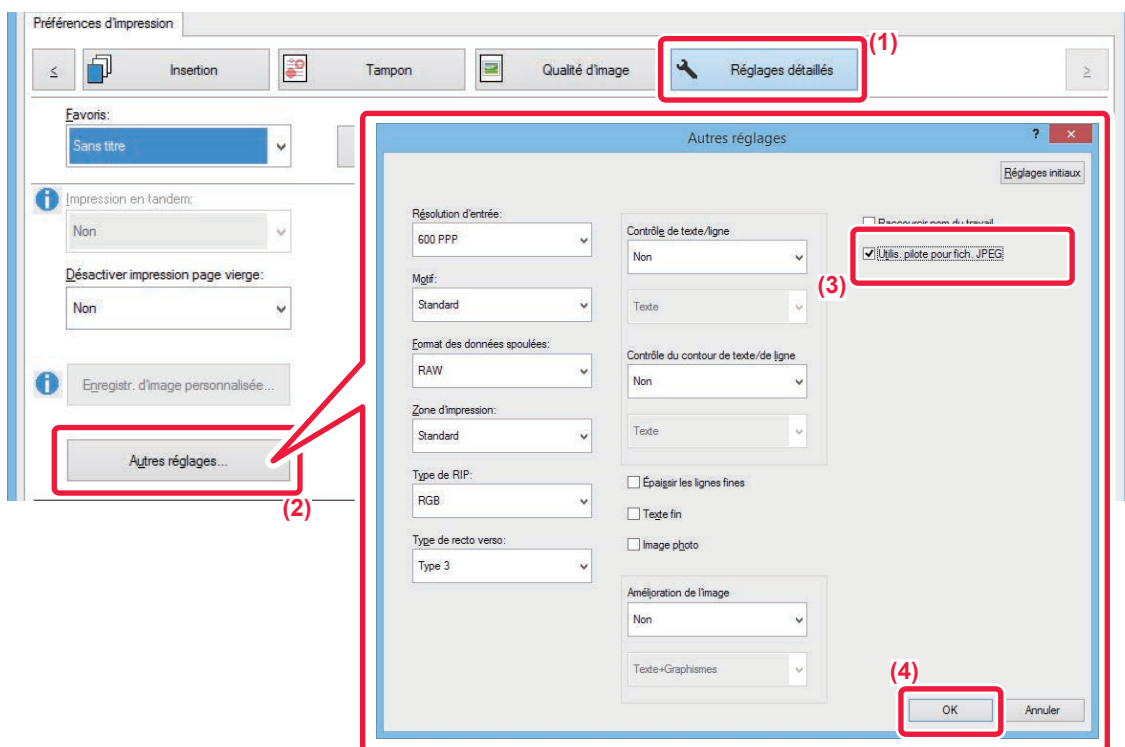 Préférences d'impression
(1)
<
Insertion
Tampon
Qualité d'image
Réglages détaillés
>
Favoris:
Sans titre
Impression en tandem:
Non
Désactiver impression page vierge:
Non
Enregistr. d'image personnalisée...
Autres réglages...
(2)
Autres réglages
?
×
Réglages initiaux
Résolution d'entrée:
600 PPP
Motif:
Standard
Format des données spoulées:
RAW
Zone d'impression:
Standard
Type de RIP:
RGB
Type de recto verso:
Type 3
Contrôle de texte/ligne
Non
Texte
Contrôle du contour de texte/de ligne
Non
Texte
Épaissir les lignes fines
Texte fin
Image photo
Amélioration de l'image
Non
Texte+Graphismes
Raccourcir nom du travail
Utilis. pilote pour fich. JPEG
(3)
(4)
OK
Annuler